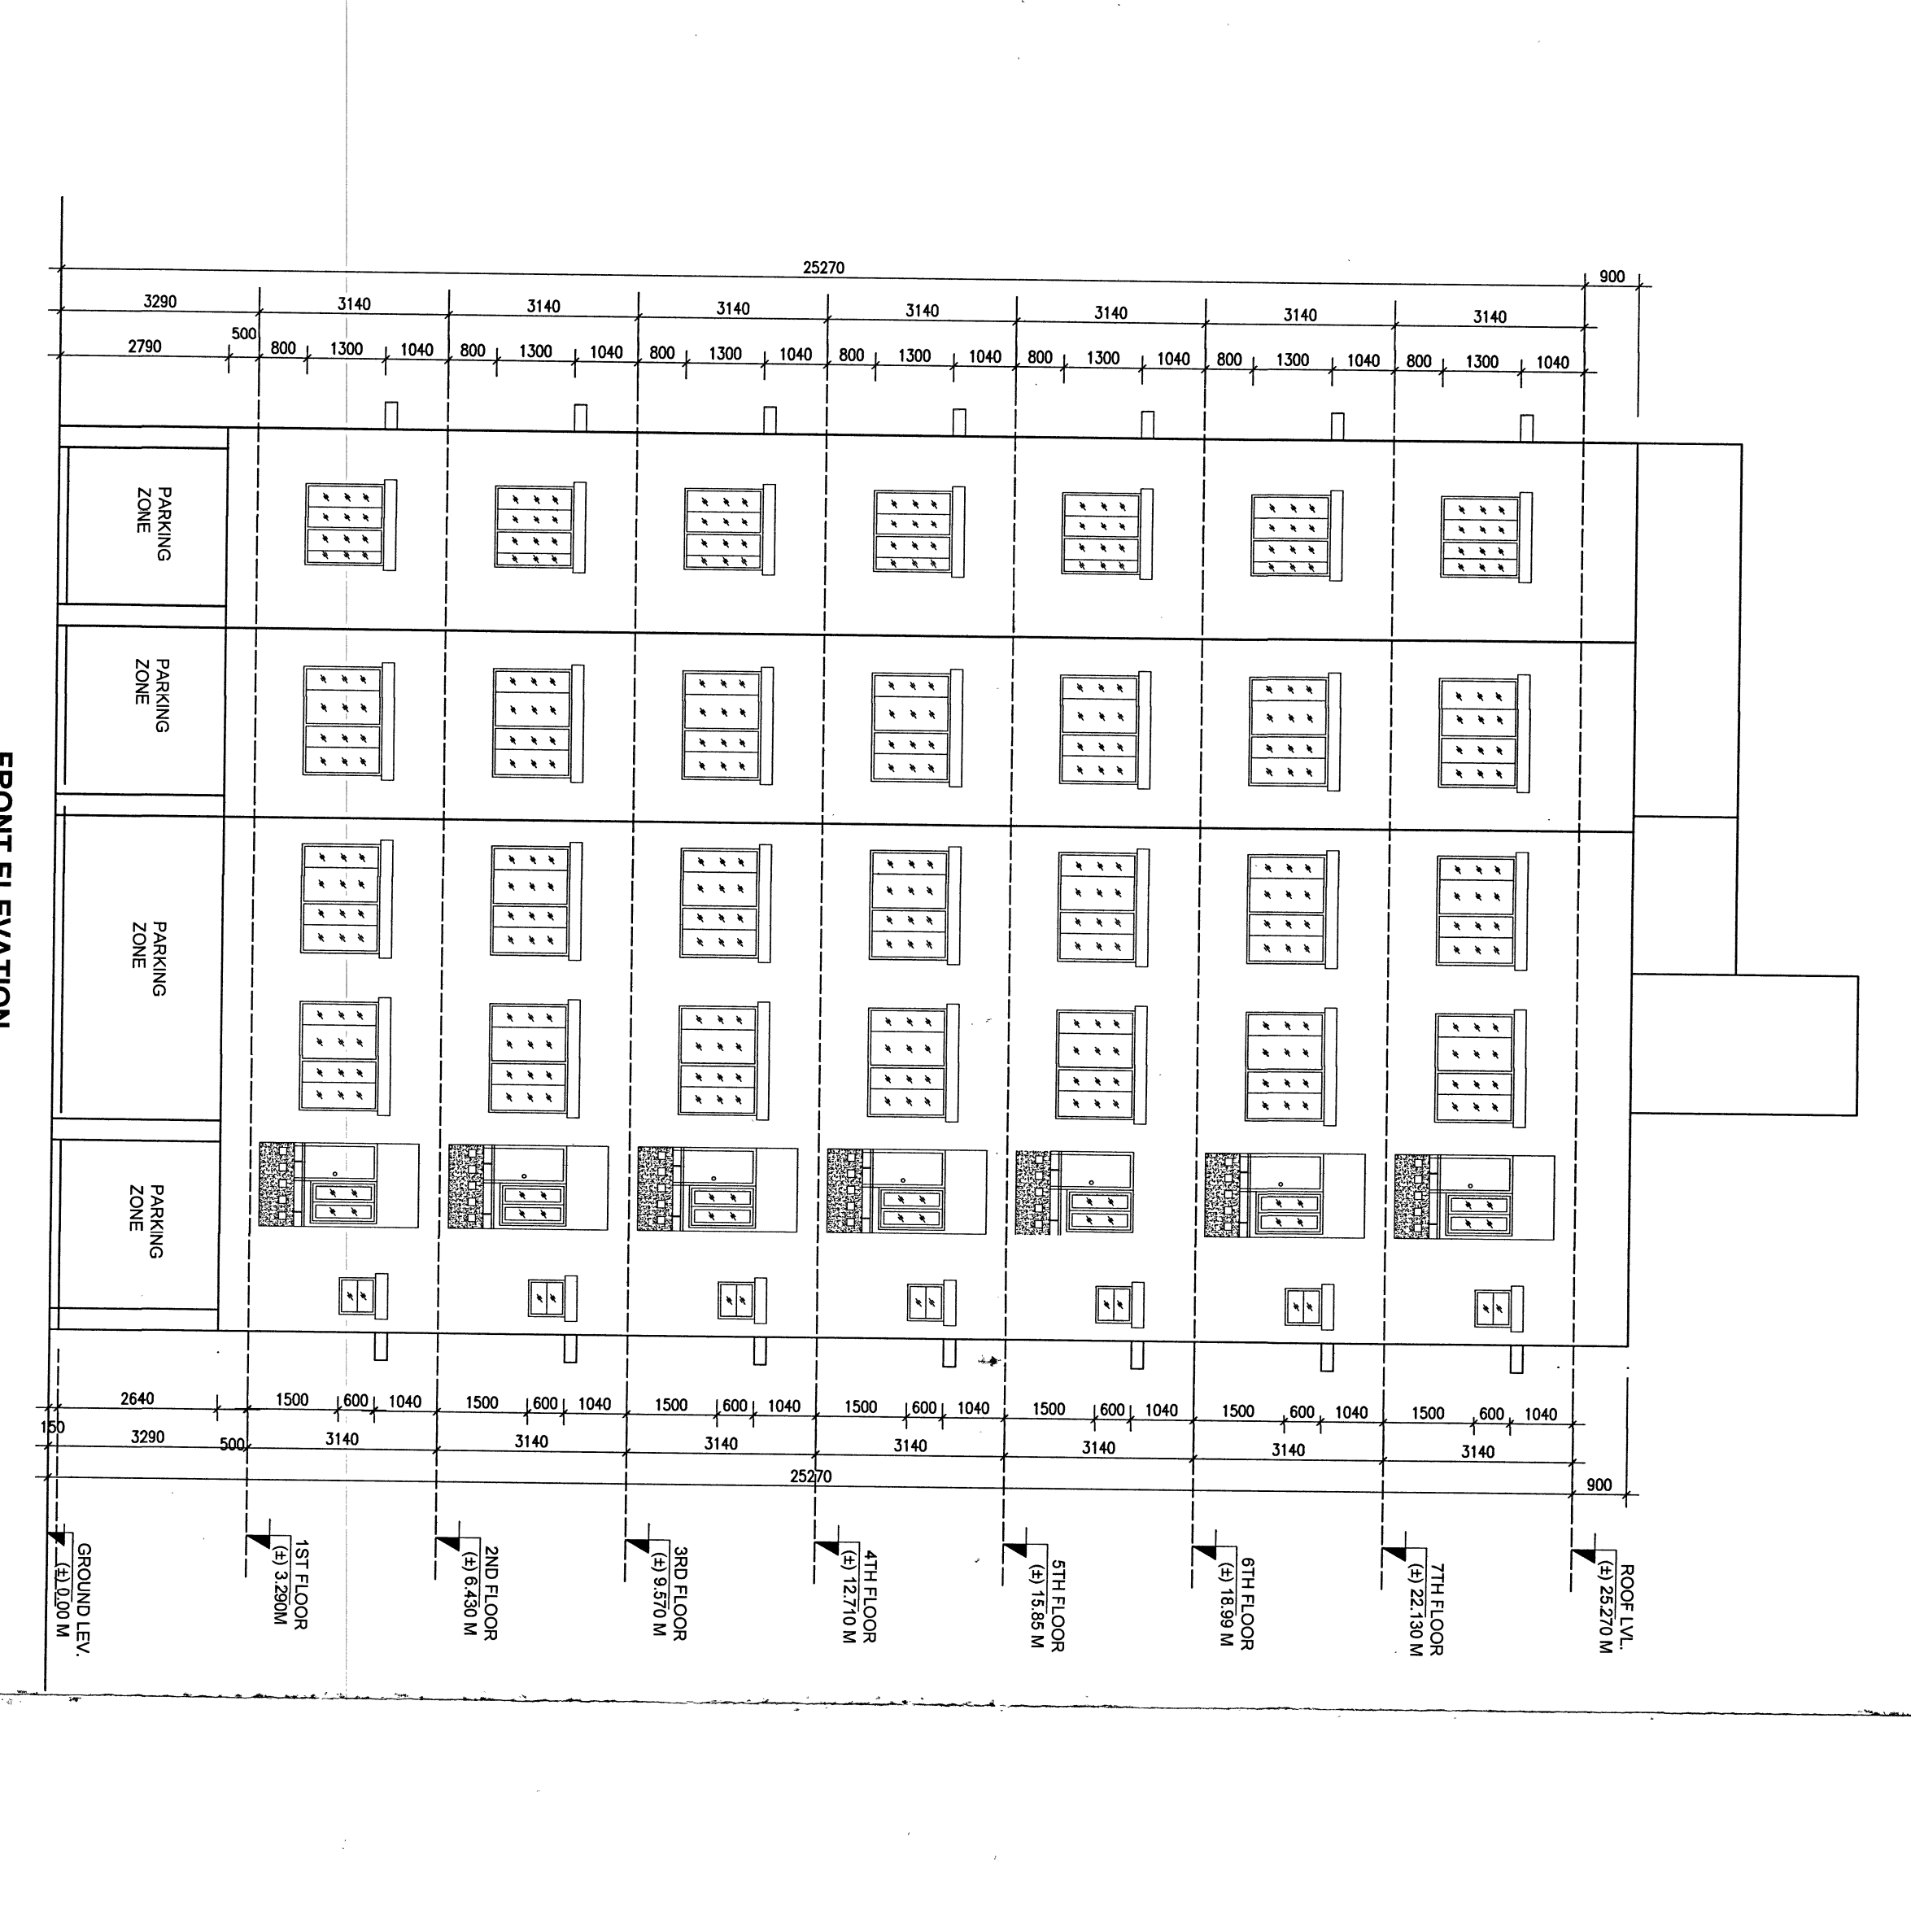 25270
900
3290
3140
3140
3140
3140
3140
3140
3140
2790
500
800
1300
1040
800
1300
1040
800
1300
1040
800
1300
1040
800
1300
1040
800
1300
1040
800
1300
1040
PARKING
ZONE
PARKING
ZONE
PARKING
ZONE
PARKING
ZONE
FRONT ELEVATION
2640
1500
600
1040
1500
600
1040
1500
600
1040
1500
600
1040
1500
600
1040
1500
600
1040
1500
600
1040
150
3290
500
3140
3140
3140
3140
3140
3140
3140
25270
900
GROUND LEV.
(±) 0.00 M
1ST FLOOR
(±) 3.290M
2ND FLOOR
(±) 6.430 M
3RD FLOOR
(±) 9.570 M
4TH FLOOR
(±) 12.710 M
5TH FLOOR
(±) 15.85 M
6TH FLOOR
(±) 18.99 M
7TH FLOOR
(±) 22.130 M
ROOF LVL.
(±) 25.270 M